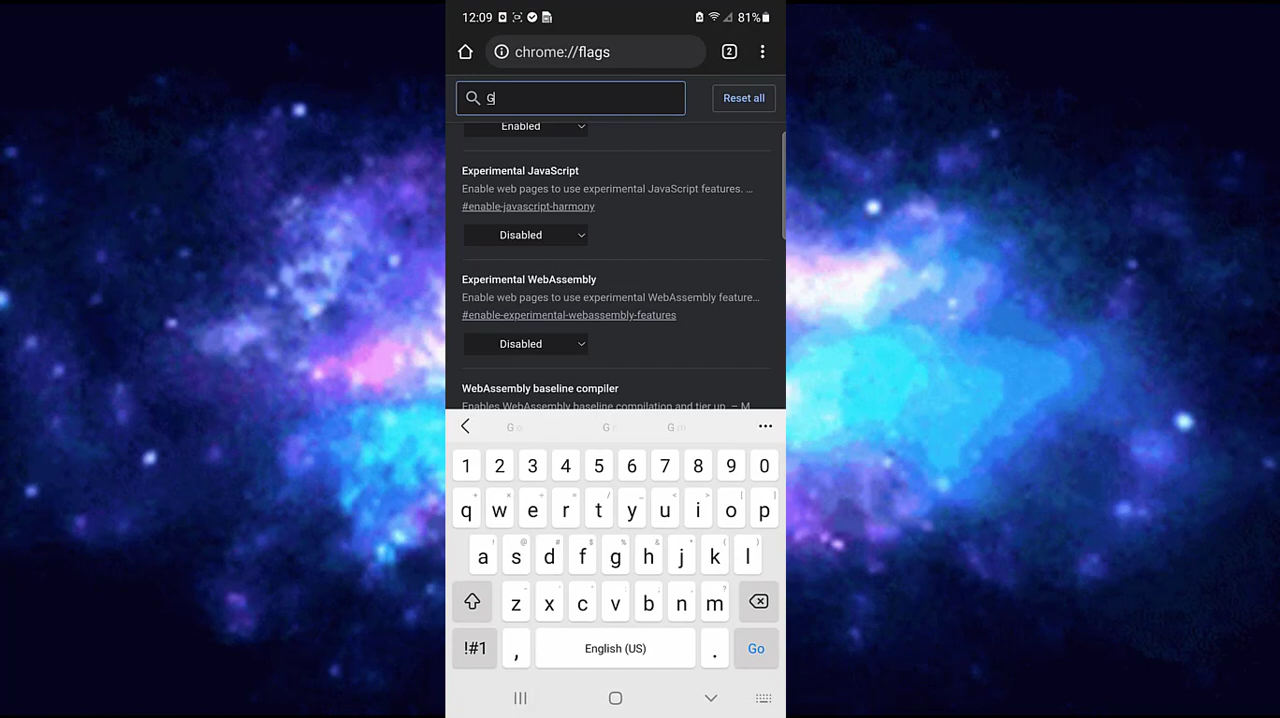 12:09 81%
chrome://flags 2
G Reset all
Enabled
Experimental JavaScript
Enable web pages to use experimental JavaScript features. ...
#enable-javascript-harmony
Disabled
Experimental WebAssembly
Enable web pages to use experimental WebAssembly feature...
#enable-experimental-webassembly-features
Disabled
WebAssembly baseline compiler
Enables WebAssembly baseline compilation and tier up. – M
1 2 3 4 5 6 7 8 9 0
q w e r t y u i o p
a s d f g h j k l
z x c v b n m
!#1 , English (US) . Go